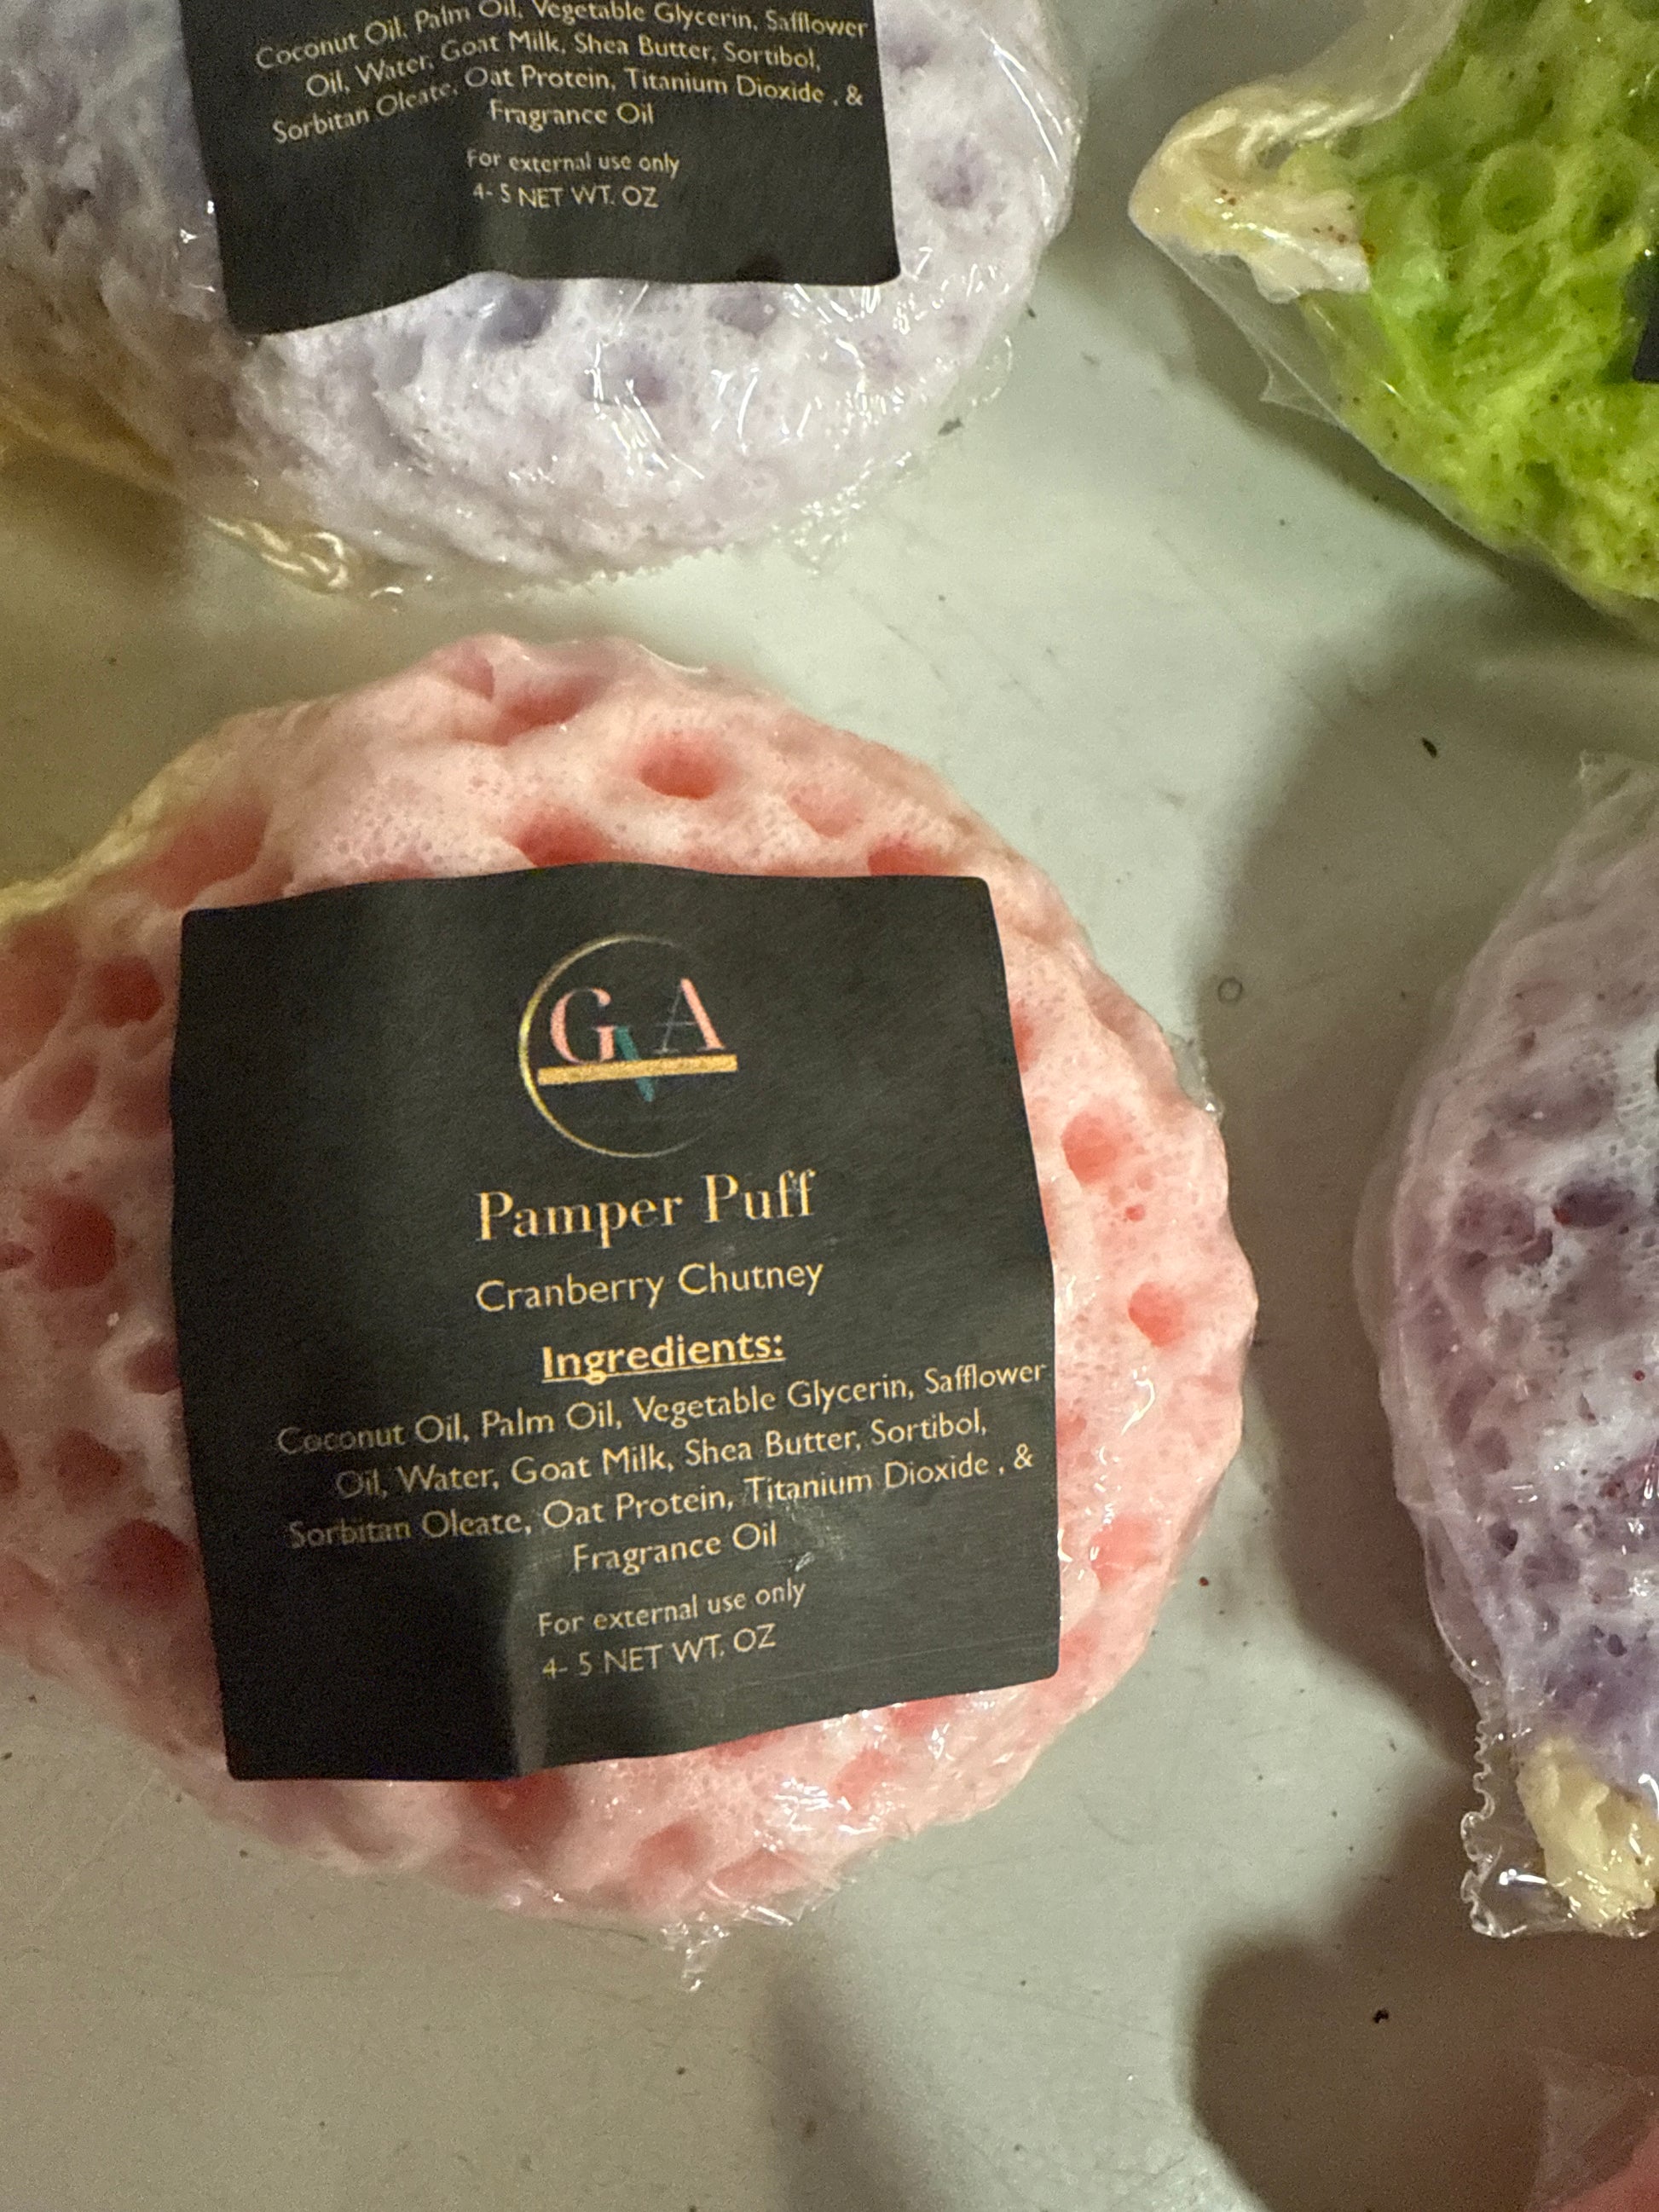 Coconut Oil, Palm Oil, Vegetable Glycerin, Safflower
Oil, Water, Goat Milk, Shea Butter, Sortibol,
Sorbitan Oleate, Oat Protein, Titanium Dioxide , &
Fragrance Oil
For external use only
4- 5 NET WT. OZ
GVA
Pamper Puff
Cranberry Chutney
Ingredients:
Coconut Oil, Palm Oil, Vegetable Glycerin, Safflower
Oil, Water, Goat Milk, Shea Butter, Sortibol,
Sorbitan Oleate, Oat Protein, Titanium Dioxide , &
Fragrance Oil
For external use only
4- 5 NET WT. OZ